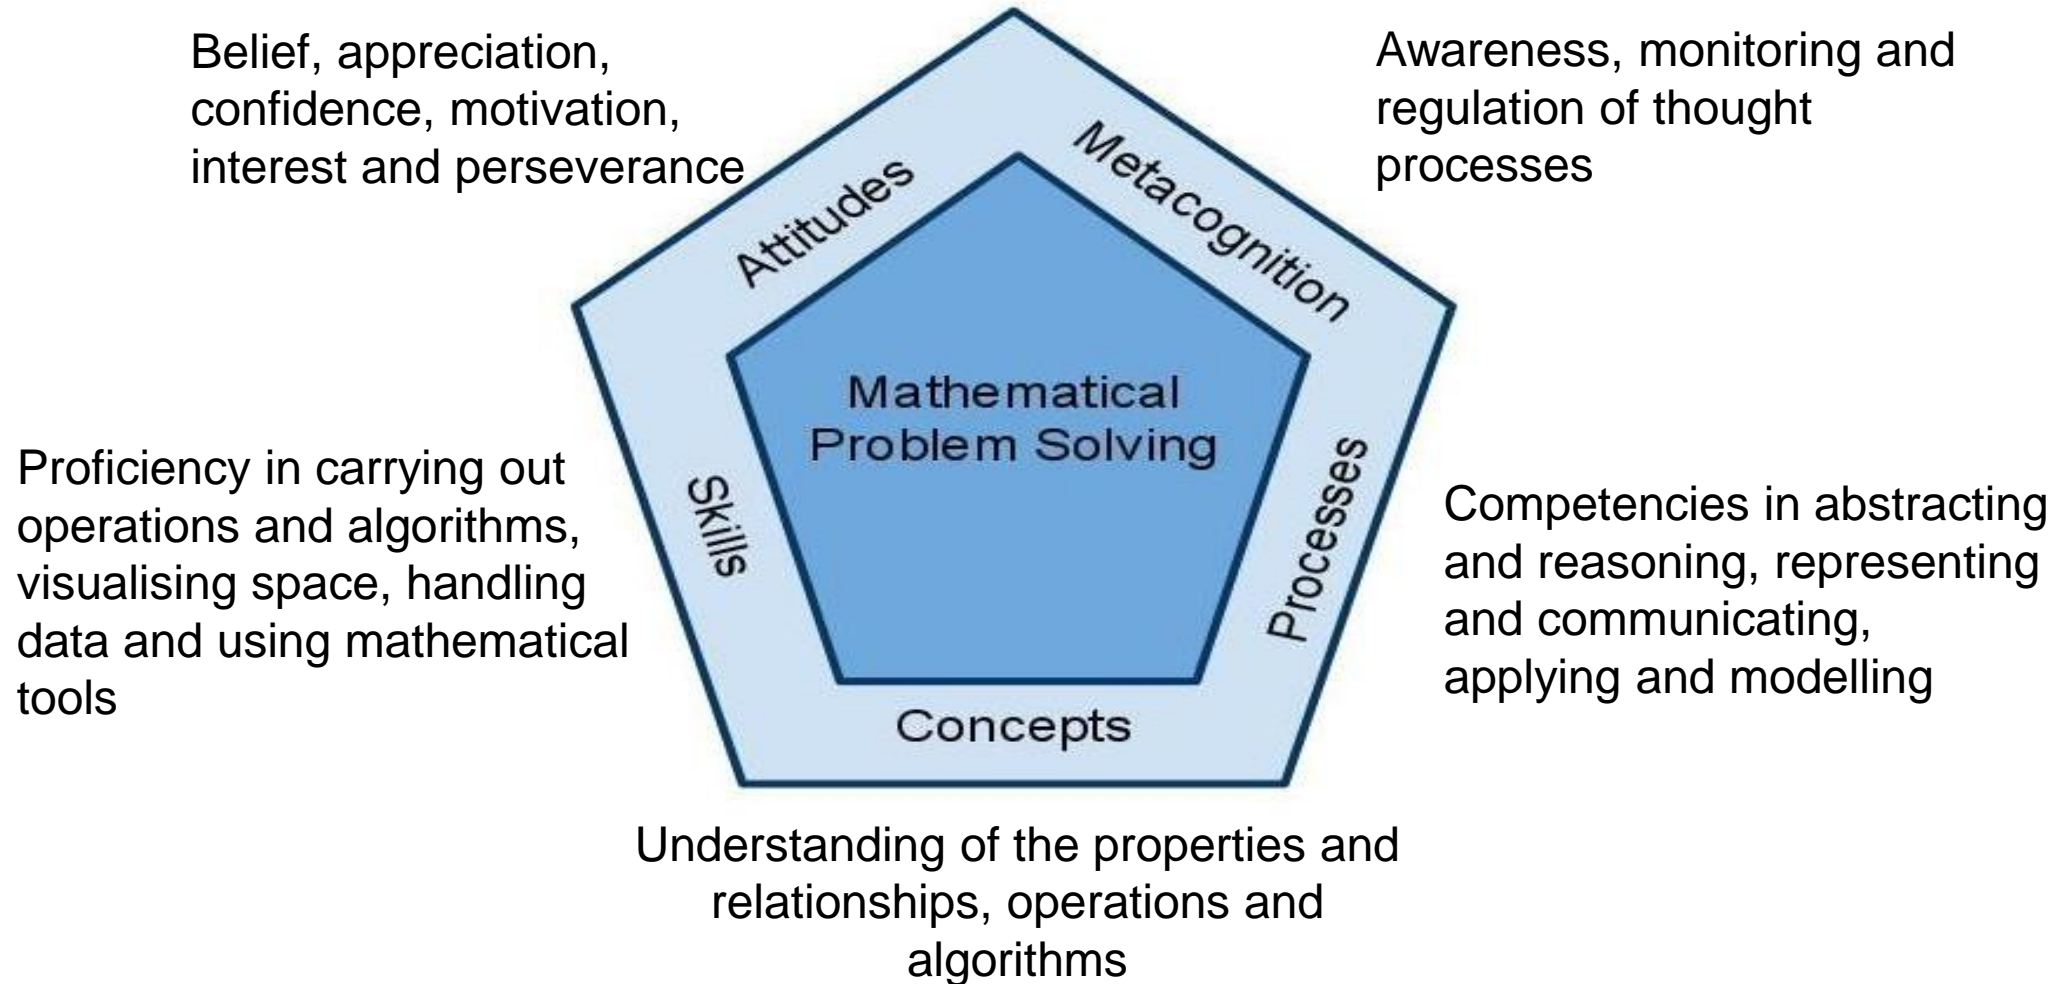 Belief, appreciation,
confidence, motivation,
interest and perseverance
Awareness, monitoring and
regulation of thought
processes
Attitudes
Metacognition
Mathematical
Problem Solving
Proficiency in carrying out
operations and algorithms,
visualising space, handling
data and using mathematical
tools
Skills
Processes
Competencies in abstracting
and reasoning, representing
and communicating,
applying and modelling
Concepts
Understanding of the properties and
relationships, operations and
algorithms